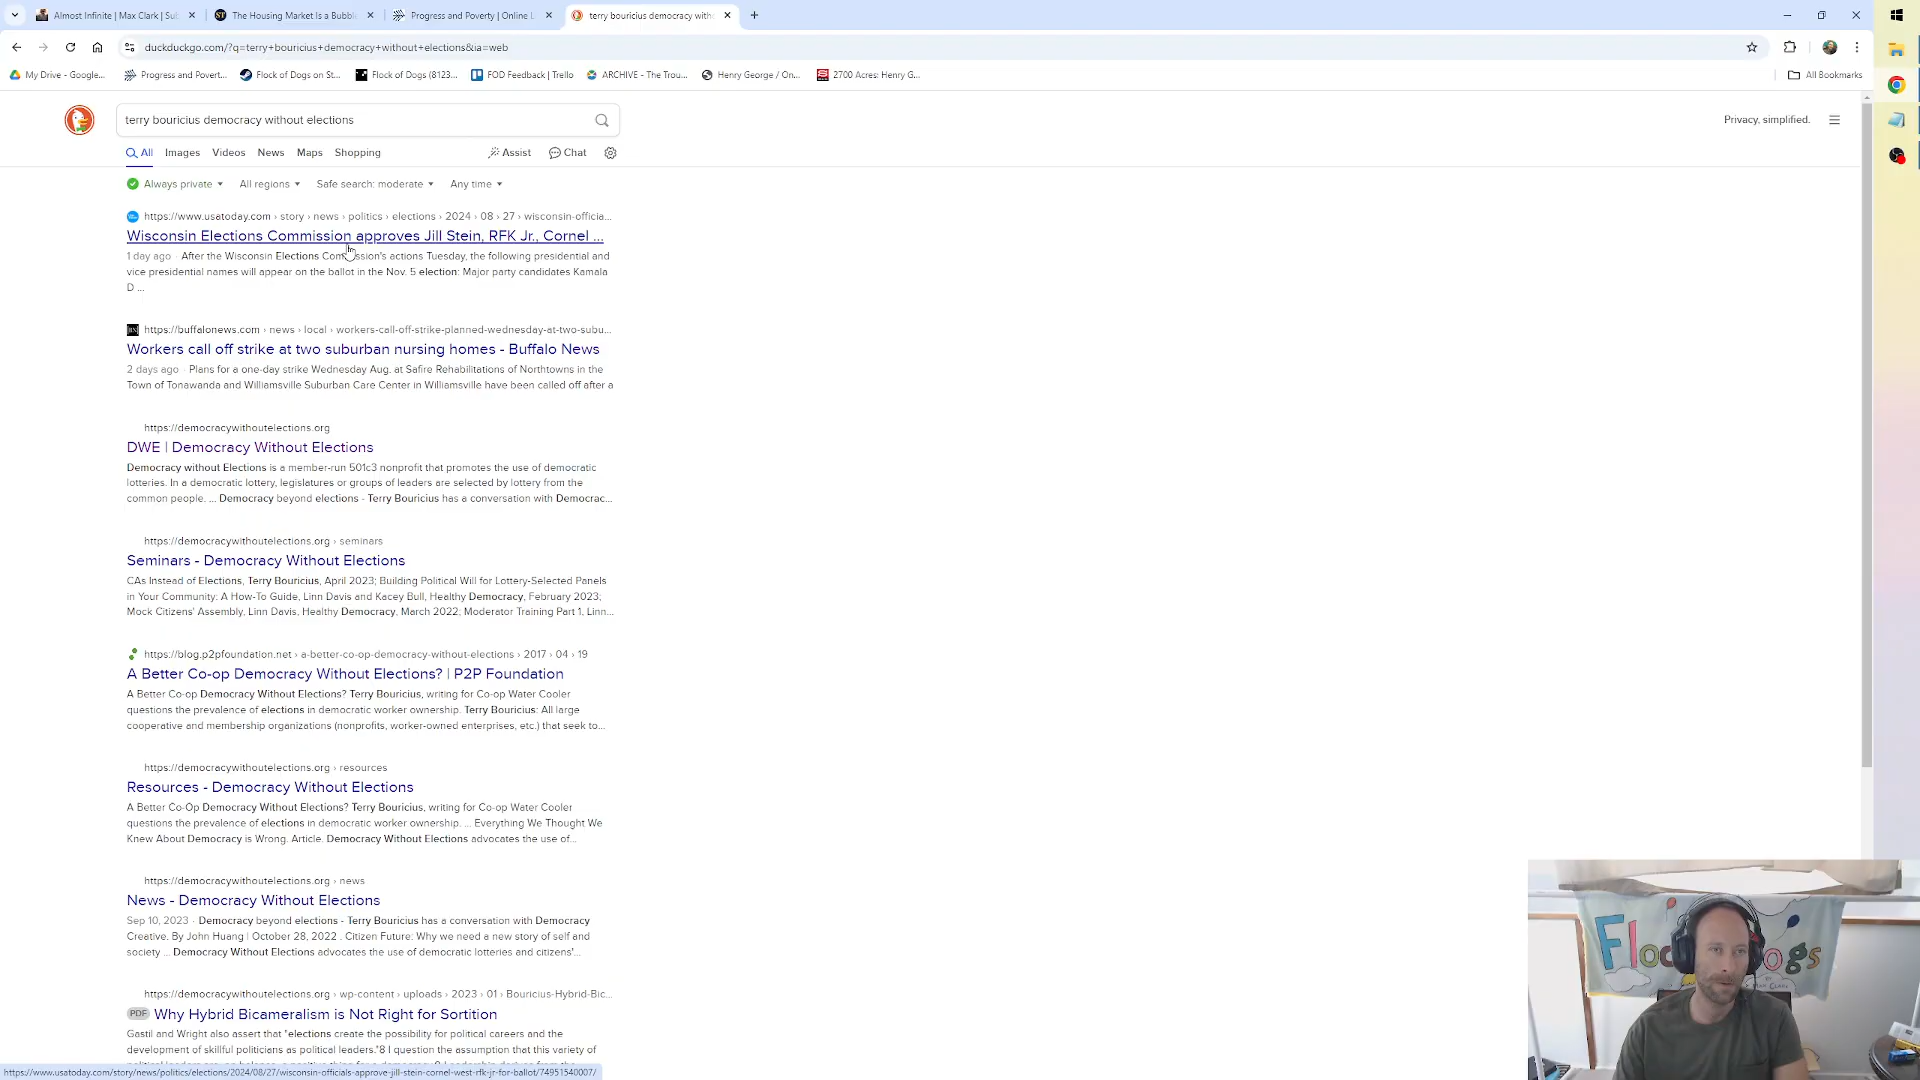 Almost Infinite | Max Clark | Su
The Housing Market Is a Bubbl
Progress and Poverty | Online
terry bouricius democracy with
duckduckgo.com/?q=terry+bouricius+democracy+without+elections&ia=web
My Drive - Google...
Progress and Povert...
Flock of Dogs on St...
Flock of Dogs (8123...
FOD Feedback | Trello
ARCHIVE - The Trou...
Henry George / On...
2700 Acres: Henry G...
All Bookmarks
terry bouricius democracy without elections
Privacy, simplified.
All
Images
Videos
News
Maps
Shopping
Assist
Chat
Always private
All regions
Safe search: moderate
Any time
https://www.usatoday.com › story › news › politics › elections › 2024 › 08 › 27 › wisconsin-officia...
Wisconsin Elections Commission approves Jill Stein, RFK Jr., Cornel ...
1 day ago · After the Wisconsin Elections Commission's actions Tuesday, the following presidential and
vice presidential names will appear on the ballot in the Nov. 5 election: Major party candidates Kamala
D ...
https://buffalonews.com › news › local › workers-call-off-strike-planned-wednesday-at-two-subu...
Workers call off strike at two suburban nursing homes - Buffalo News
2 days ago · Plans for a one-day strike Wednesday Aug. at Safire Rehabilitations of Northtowns in the
Town of Tonawanda and Williamsville Suburban Care Center in Williamsville have been called off after a
https://democracywithoutelections.org
DWE | Democracy Without Elections
Democracy without Elections is a member-run 501c3 nonprofit that promotes the use of democratic
lotteries. In a democratic lottery, legislatures or groups of leaders are selected by lottery from the
common people. ... Democracy beyond elections - Terry Bouricius has a conversation with Democrac...
https://democracywithoutelections.org › seminars
Seminars - Democracy Without Elections
CAs Instead of Elections, Terry Bouricius, April 2023; Building Political Will for Lottery-Selected Panels
in Your Community: A How-To Guide, Linn Davis and Kacey Bull, Healthy Democracy, February 2023;
Mock Citizens' Assembly, Linn Davis, Healthy Democracy, March 2022; Moderator Training Part 1, Linn...
https://blog.p2pfoundation.net › a-better-co-op-democracy-without-elections › 2017 › 04 › 19
A Better Co-op Democracy Without Elections? | P2P Foundation
A Better Co-op Democracy Without Elections? Terry Bouricius, writing for Co-op Water Cooler
questions the prevalence of elections in democratic worker ownership. Terry Bouricius: All large
cooperative and membership organizations (nonprofits, worker-owned enterprises, etc.) that seek to...
https://democracywithoutelections.org › resources
Resources - Democracy Without Elections
A Better Co-Op Democracy Without Elections? Terry Bouricius, writing for Co-op Water Cooler
questions the prevalence of elections in democratic worker ownership. ... Everything We Thought We
Knew About Democracy is Wrong. Article. Democracy Without Elections advocates the use of...
https://democracywithoutelections.org › news
News - Democracy Without Elections
Sep 10, 2023 · Democracy beyond elections - Terry Bouricius has a conversation with Democracy
Creative. By John Huang | October 28, 2022 . Citizen Future: Why we need a new story of self and
society ... Democracy Without Elections advocates the use of democratic lotteries and citizens'...
https://democracywithoutelections.org › wp-content › uploads › 2023 › 01 › Bouricius-Hybrid-Bic...
PDF Why Hybrid Bicameralism is Not Right for Sortition
Gastil and Wright also assert that "elections create the possibility for political careers and the
development of skillful politicians as political leaders."8 I question the assumption that this variety of
https://www.usatoday.com/story/news/politics/elections/2024/08/27/wisconsin-officials-approve-jill-stein-cornel-west-rfk-jr-for-ballot/74951540007/